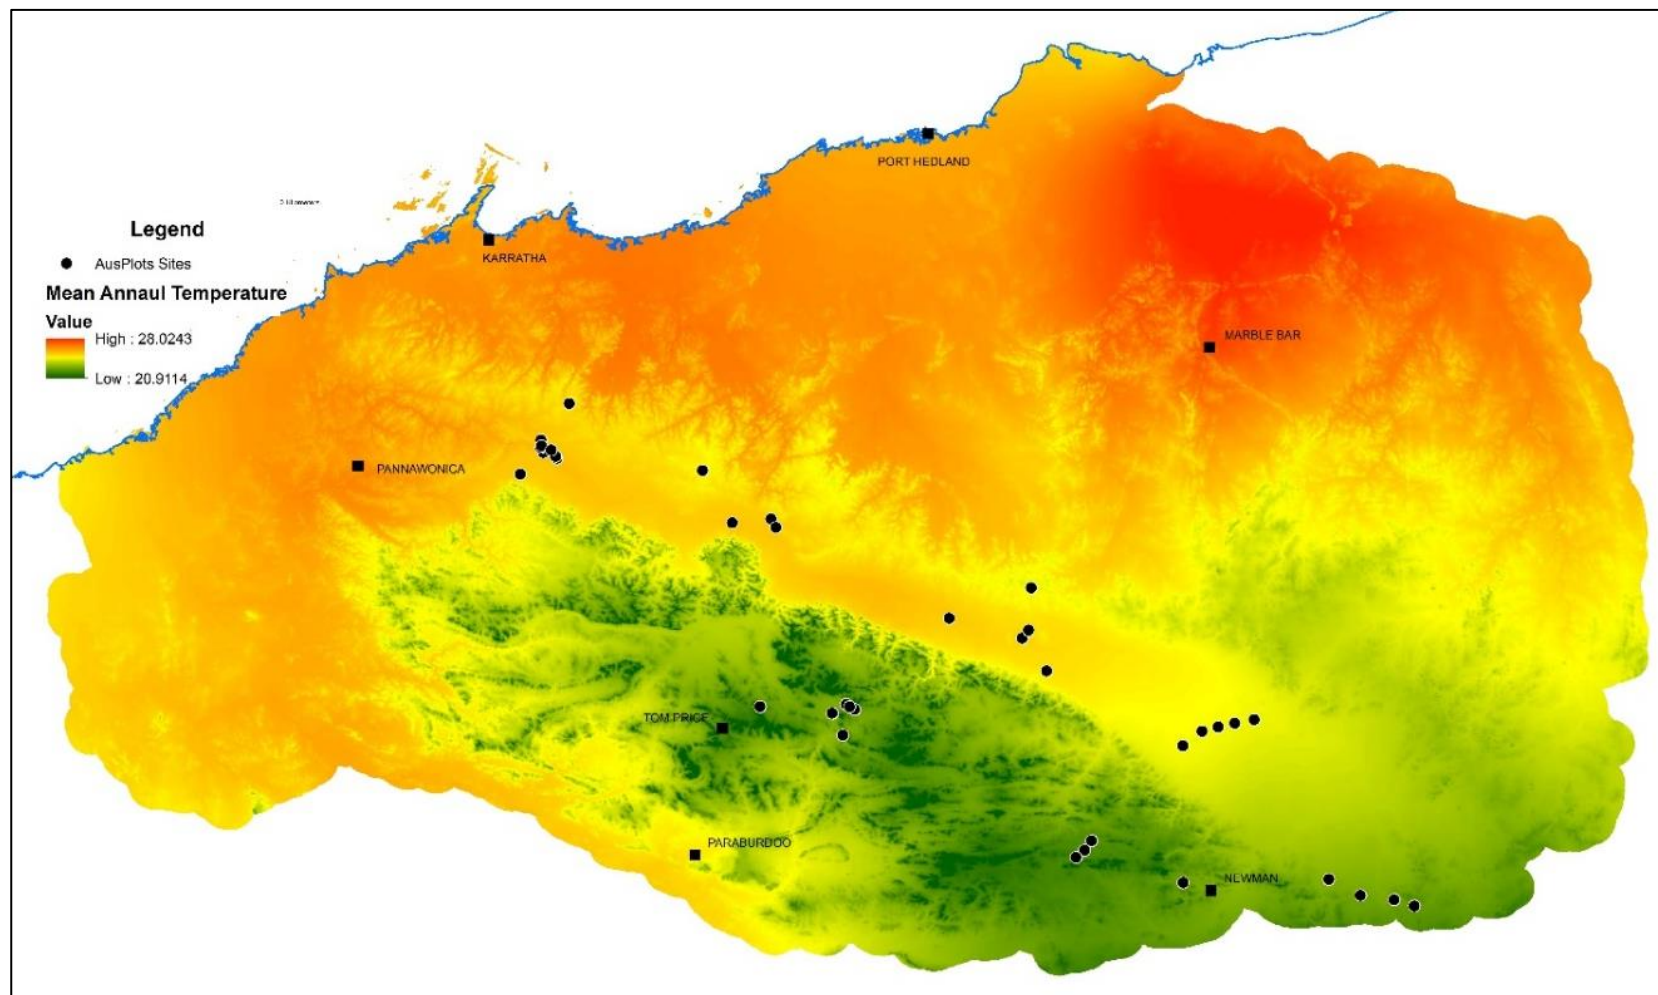 PORT HEDLAND
Legend
AusPlots Sites
KARRATHA
Mean Annaul Temperature
Value
High : 28.0243
Low : 20.9114
MARBLE BAR
PANNAWONICA
TOM PRICE
PARABURDOO
NEWMAN